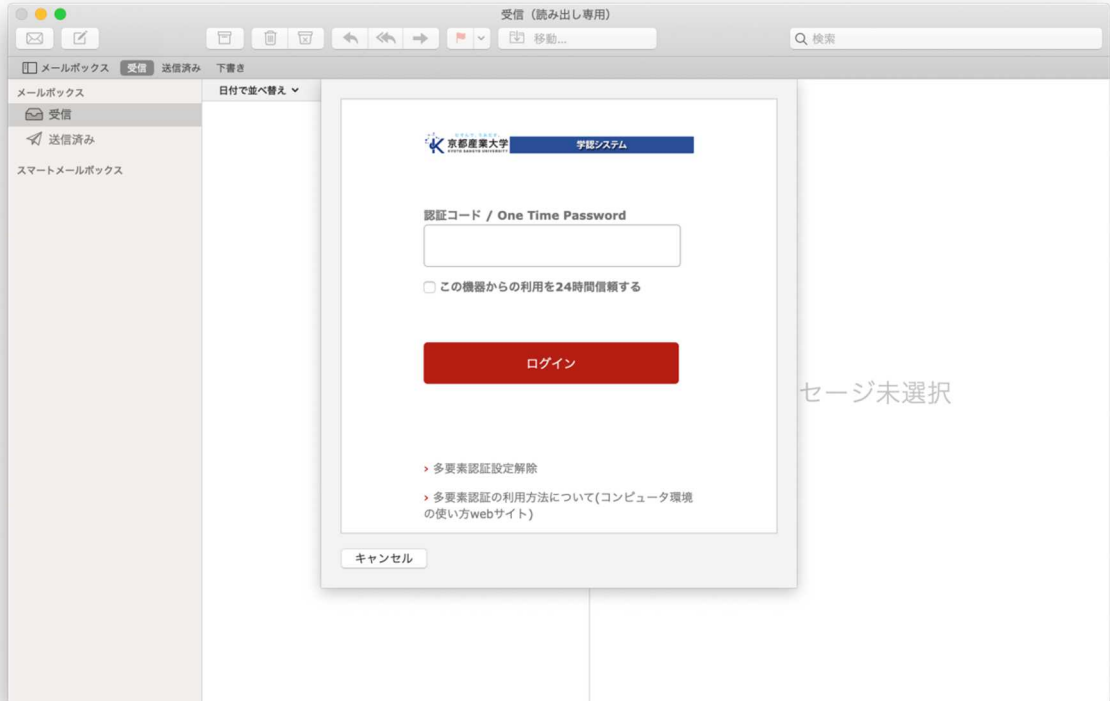 受信（読み出し専用）
移動...
検索
メールボックス 受信 送信済み 下書き
メールボックス
受信
送信済み
スマートメールボックス
日付で並べ替え
京都産業大学
KYOTO SANGYO UNIVERSITY
学認システム
認証コード / One Time Password
この機器からの利用を24時間信頼する
ログイン
セージ未選択
› 多要素認証設定解除
› 多要素認証の利用方法について(コンピュータ環境
の使い方webサイト)
キャンセル